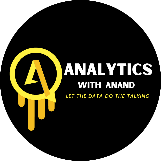 A
ANALYTICS
WITH ANAND
LET THE DATA DO THE TALKING